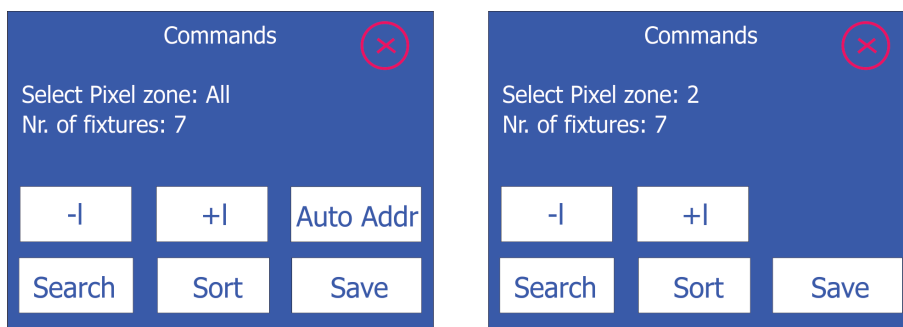 Commands
Select Pixel zone: All
Nr. of fixtures: 7
-l
+l
Auto Addr
Search
Sort
Save
Commands
Select Pixel zone: 2
Nr. of fixtures: 7
-l
+l
Search
Sort
Save